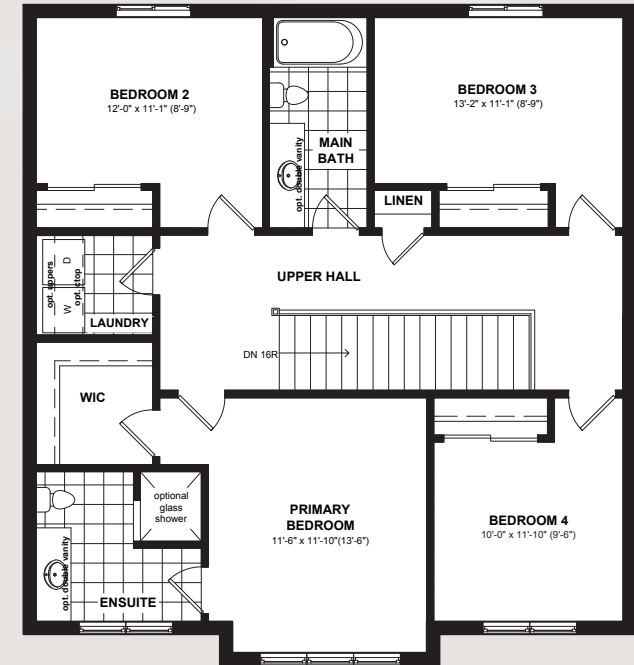 BEDROOM 2
12'-0" x 11'-1" (8'-9")
BEDROOM 3
13'-2" x 11'-1" (8'-9")
MAIN
BATH
opt. double vanity
LINEN
UPPER HALL
opt. uppers
opt. ctop
D
W
LAUNDRY
DN 16R
WIC
optional
glass
shower
PRIMARY
BEDROOM
11'-6" x 11'-10"(13'-6")
BEDROOM 4
10'-0" x 11'-10" (9'-6")
opt. double vanity
ENSUITE